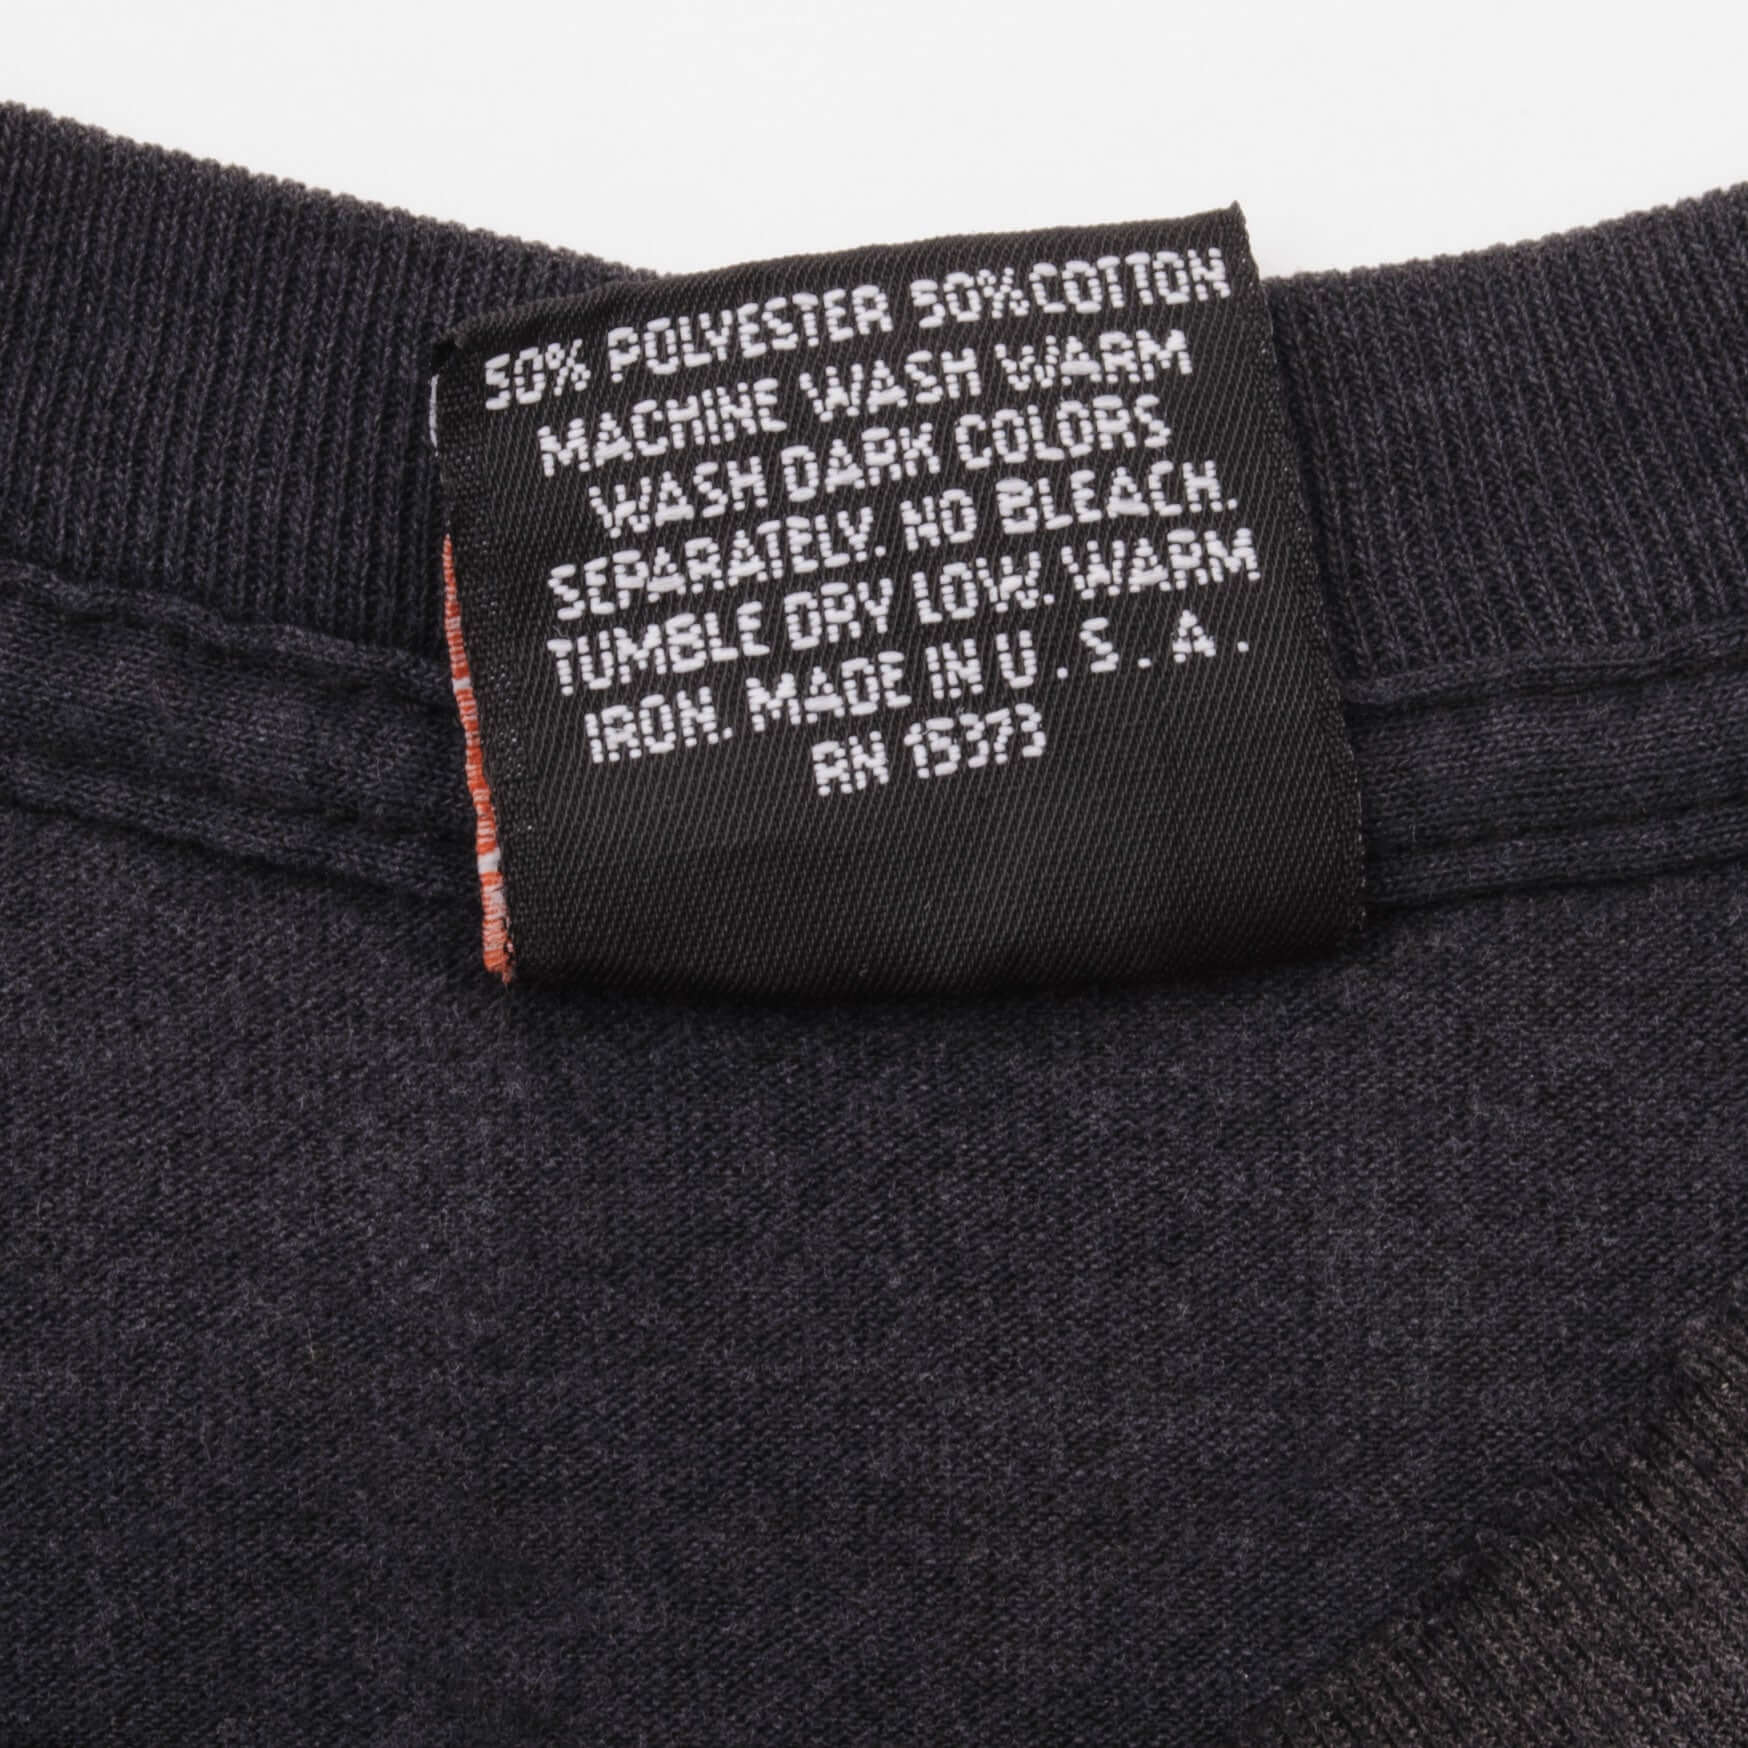 50% POLYESTER 50% COTTON
MACHINE WASH WARM
WASH DARK COLORS
SEPARATELY. NO BLEACH.
TUMBLE DRY LOW. WARM
IRON. MADE IN U.S.A.
RN 15373